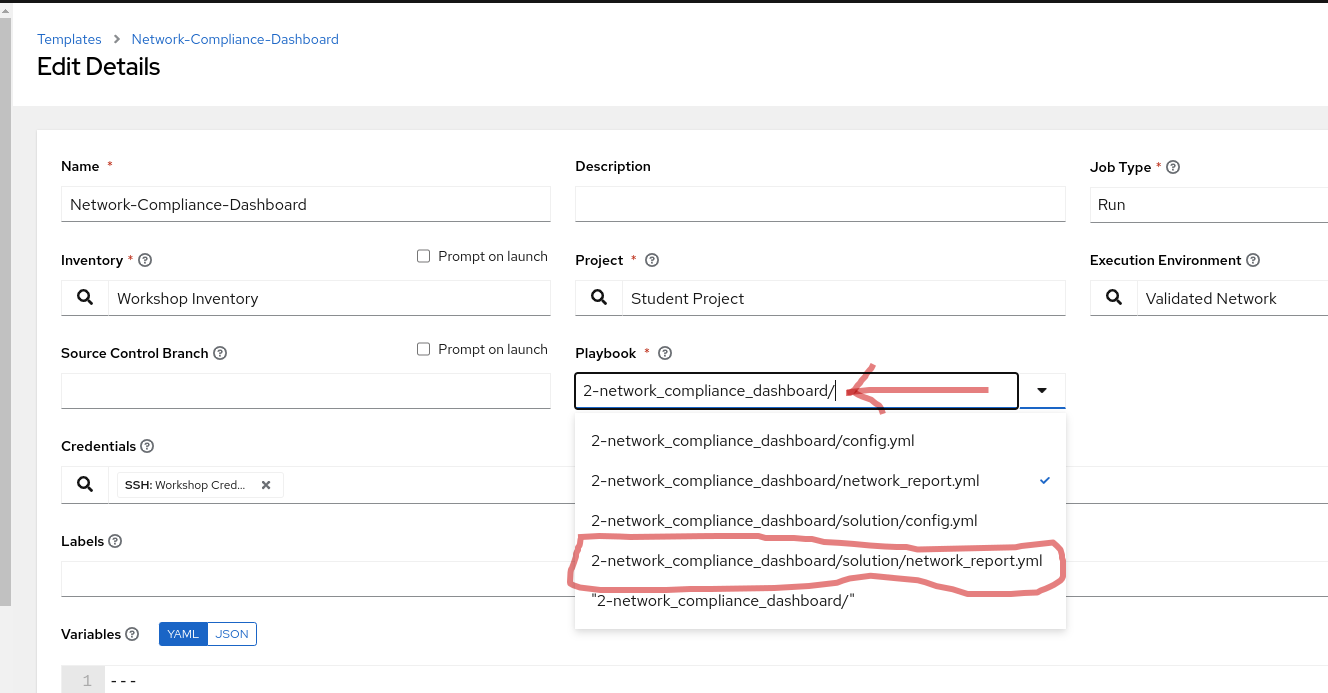 Templates > Network-Compliance-Dashboard
Edit Details
Name * Description Job Type *
Network-Compliance-Dashboard Run
Inventory * Prompt on launch Project * Execution Environment
Workshop Inventory Student Project Validated Network
Source Control Branch Prompt on launch Playbook *
2-network_compliance_dashboard/
2-network_compliance_dashboard/config.yml
Credentials
2-network_compliance_dashboard/network_report.yml
SSH: Workshop Cred...
2-network_compliance_dashboard/solution/config.yml
Labels
2-network_compliance_dashboard/solution/network_report.yml
"2-network_compliance_dashboard/"
Variables YAML JSON
1 ---